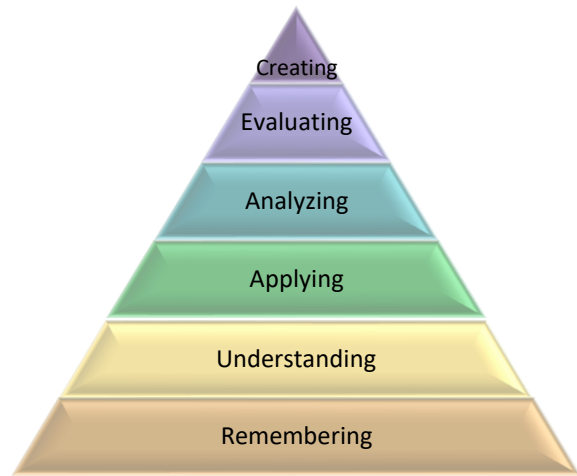 Creating
Evaluating
Analyzing
Applying
Understanding
Remembering